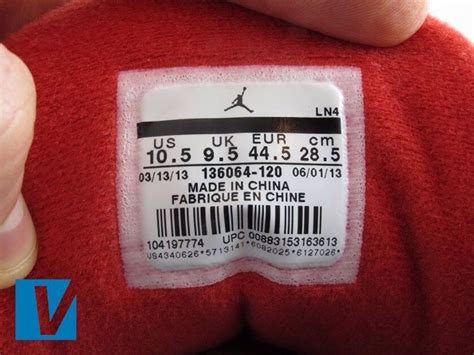 LN4
US UK EUR cm
10.5 9.5 44.5 28.5
03/13/13 136064-120 06/01/13
MADE IN CHINA
FABRIQUE EN CHINE
104197774 UPC 00883153163613
US4340626*5713141*6082025*6127026*
V